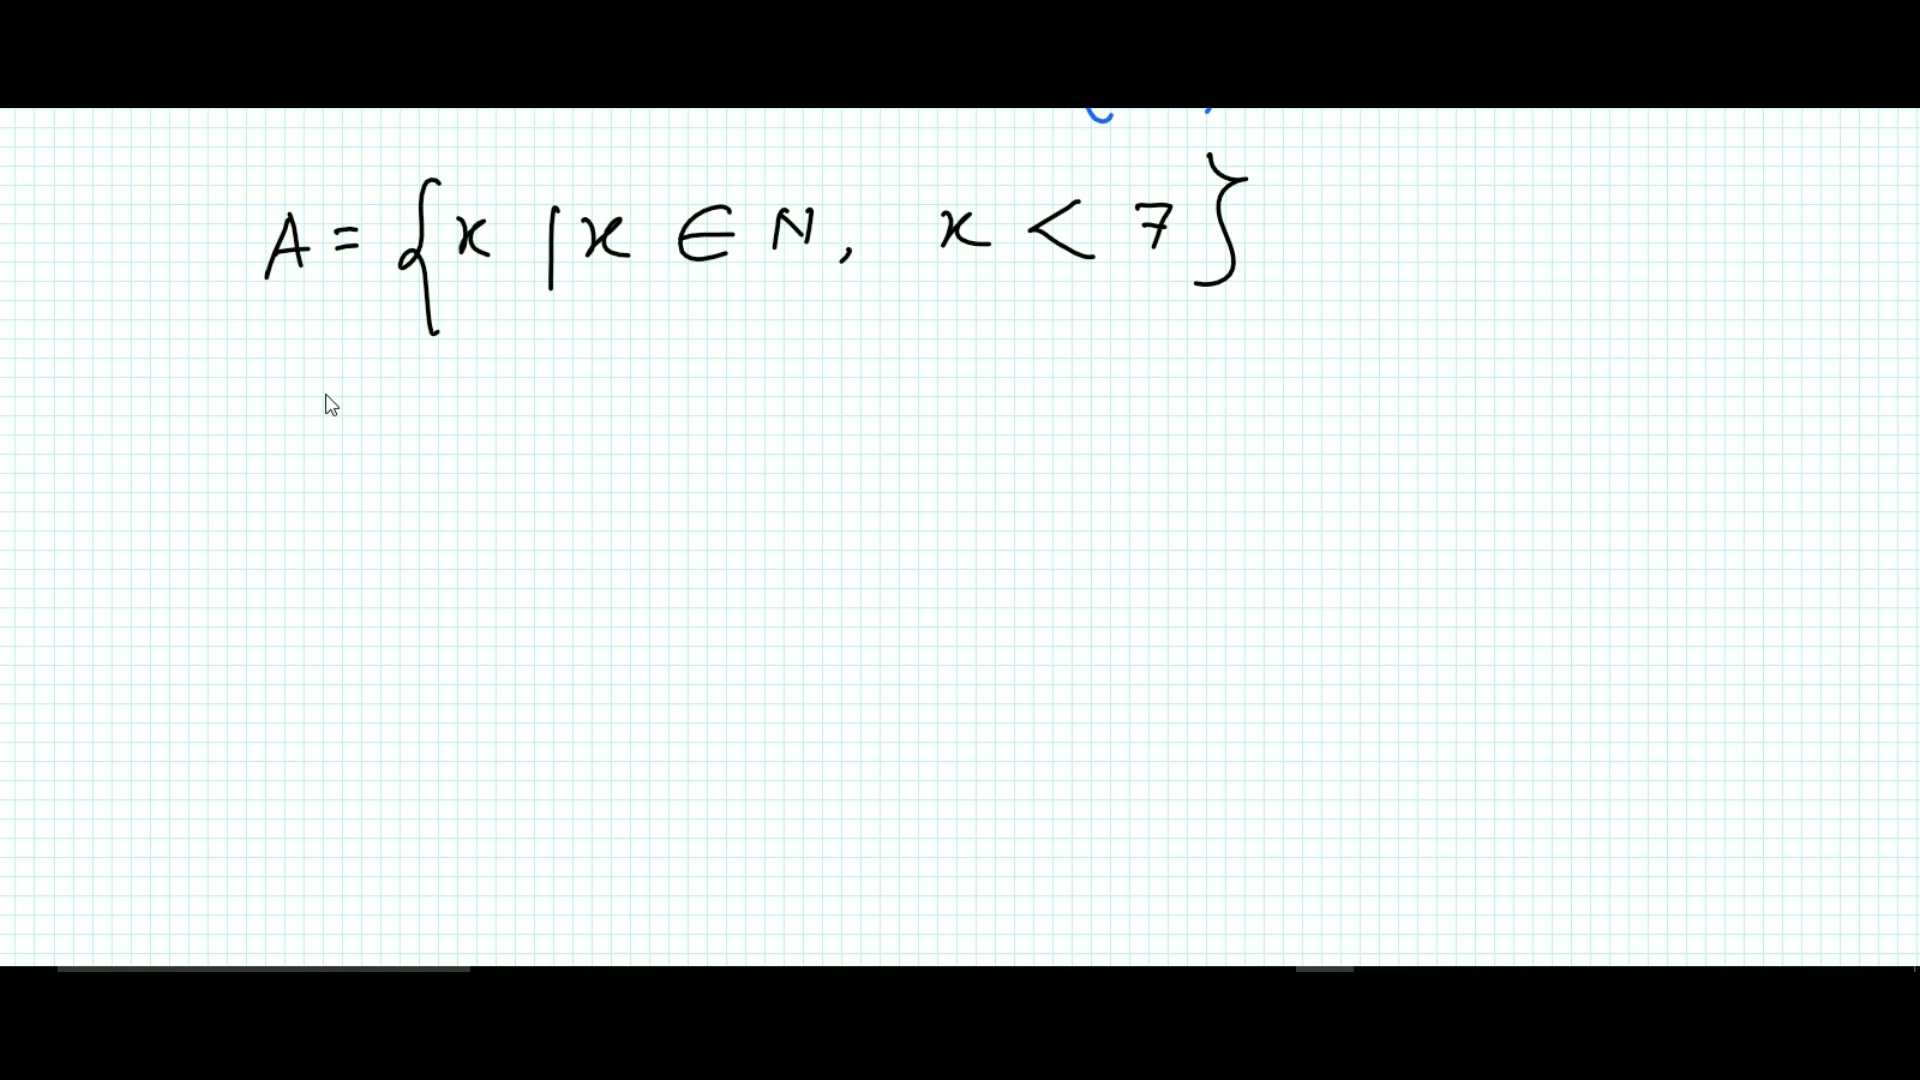 A = {x | x ∈ N, x < 7}